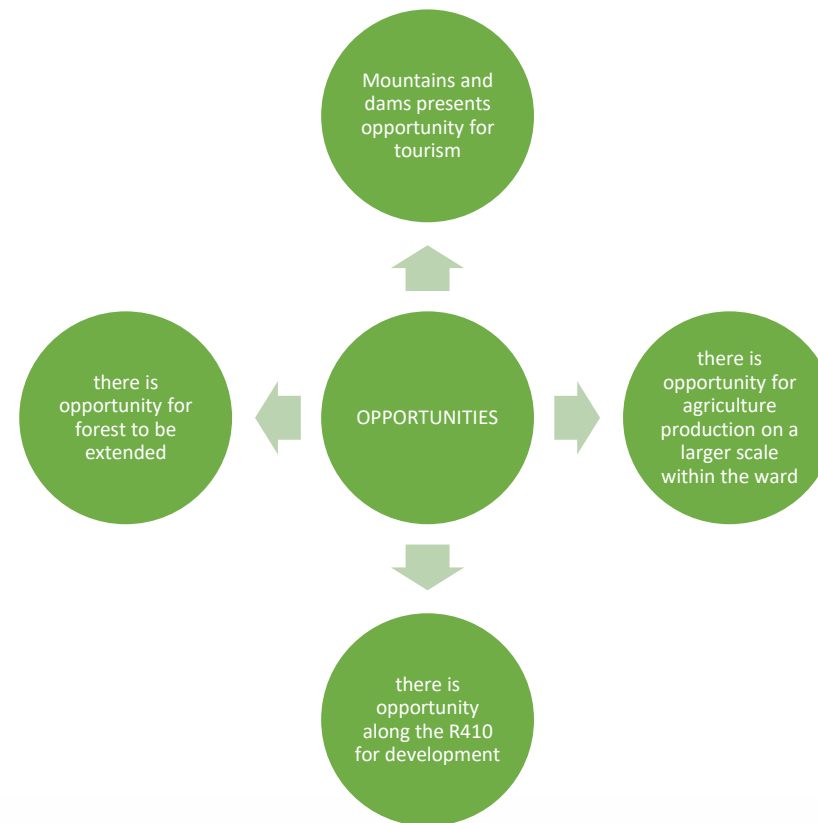 Mountains and
dams presents
opportunity for
tourism
there is
opportunity for
forest to be
extended
OPPORTUNITIES
there is
opportunity for
agriculture
production on a
larger scale
within the ward
there is
opportunity
along the R410
for development